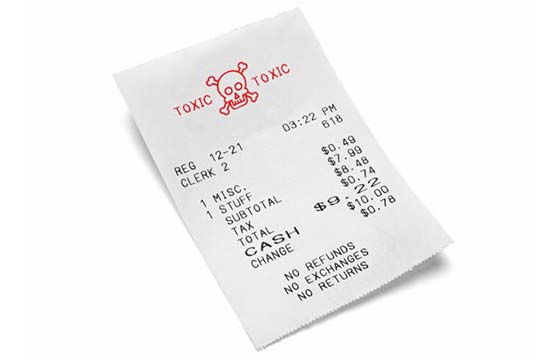 TOXIC TOXIC
REG 12-21 03:22 PM
CLERK 2 618
1 MISC. $0.49
1 STUFF $7.99
SUBTOTAL $8.48
TAX $0.74
TOTAL $9.22
CASH $10.00
CHANGE $0.78
NO REFUNDS
NO EXCHANGES
NO RETURNS